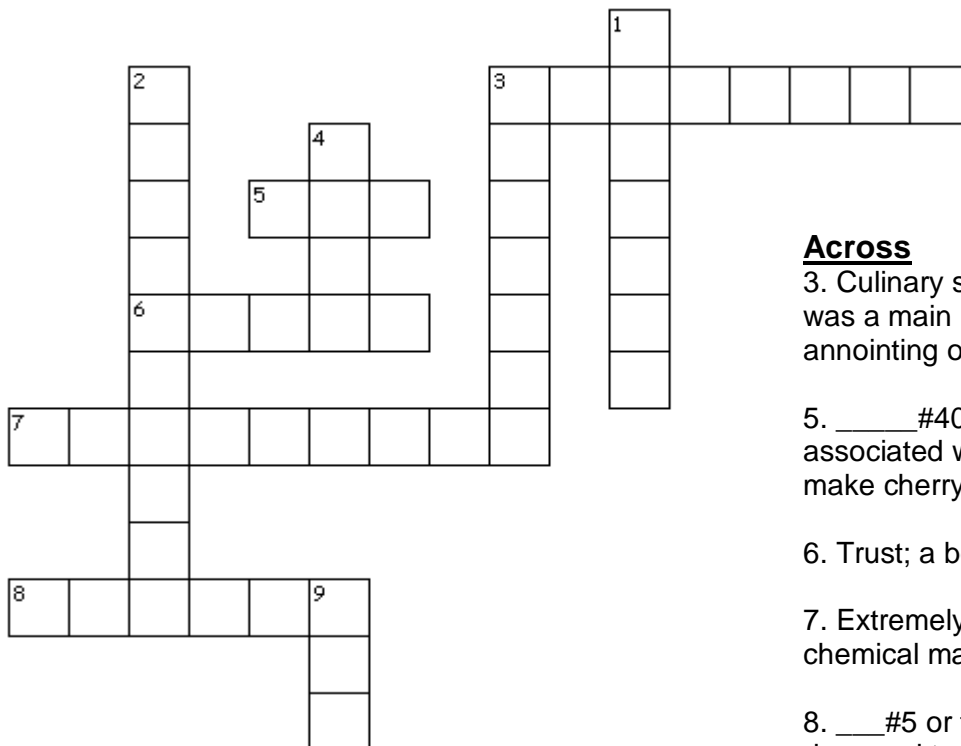 1
2
3
4
5
6
7
8
9
Across
3. Culinary
was a main
annointing
5. _____#40
associated
make cherry
6. Trust; a
7. Extremely
chemical
8. ___#5 or